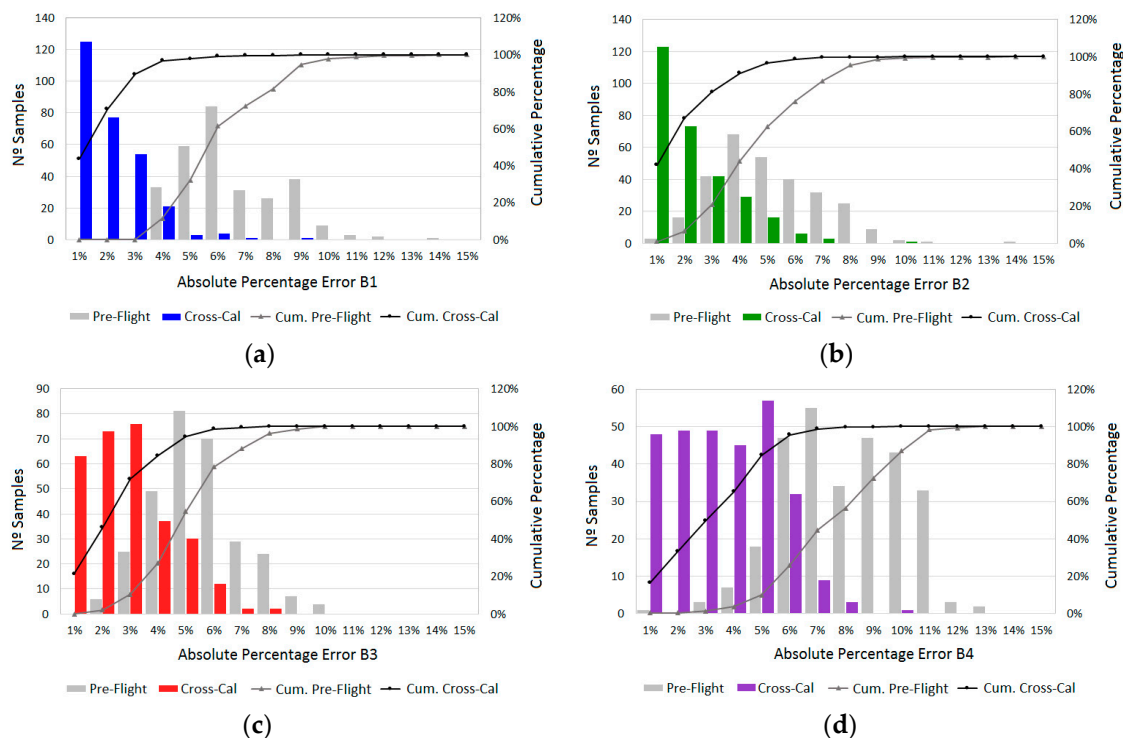 140 120%
120 100%
100 80%
80 60%
60 40%
40 20%
20 0%
0
Nº Samples
Cumulative Percentage
1% 2% 3% 4% 5% 6% 7% 8% 9% 10% 11% 12% 13% 14% 15%
Absolute Percentage Error B1
Pre-Flight Cross-Cal Cum. Pre-Flight Cum. Cross-Cal
(a)
140 120%
120 100%
100 80%
80 60%
60 40%
40 20%
20 0%
0
Nº Samples
Cumulative Percentage
1% 2% 3% 4% 5% 6% 7% 8% 9% 10% 11% 12% 13% 14% 15%
Absolute Percentage Error B2
Pre-Flight Cross-Cal Cum. Pre-Flight Cum. Cross-Cal
(b)
90 120%
80 100%
70 80%
60 60%
50 40%
40 20%
30 0%
20
10
0
Nº Samples
Cumulative Percentage
1% 2% 3% 4% 5% 6% 7% 8% 9% 10% 11% 12% 13% 14% 15%
Absolute Percentage Error B3
Pre-Flight Cross-Cal Cum. Pre-Flight Cum. Cross-Cal
(c)
60 120%
50 100%
40 80%
30 60%
20 40%
10 20%
0 0%
Nº Samples
Cumulative Percentage
1% 2% 3% 4% 5% 6% 7% 8% 9% 10% 11% 12% 13% 14% 15%
Absolute Percentage Error B4
Pre-Flight Cross-Cal Cum. Pre-Flight Cum. Cross-Cal
(d)